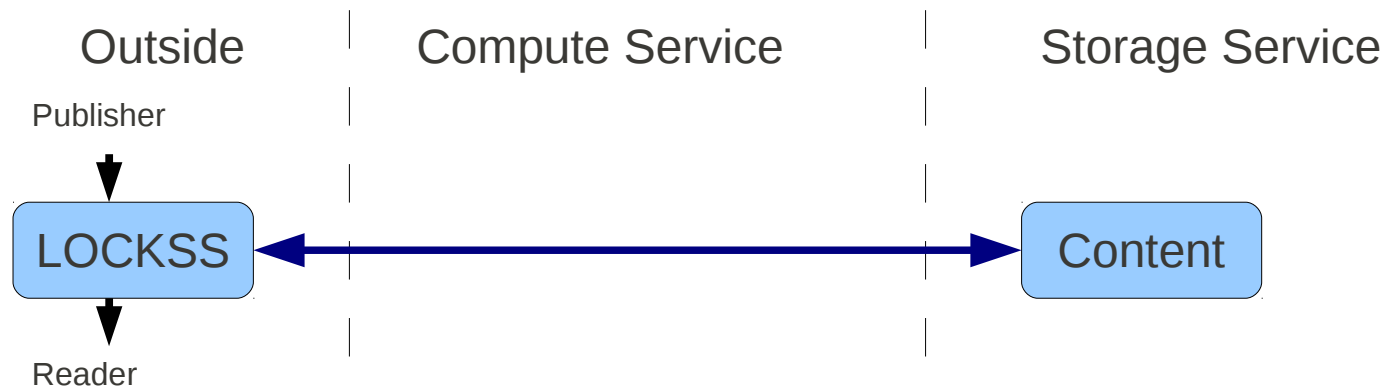 Outside
Compute Service
Storage Service
Publisher
LOCKSS
Content
Reader